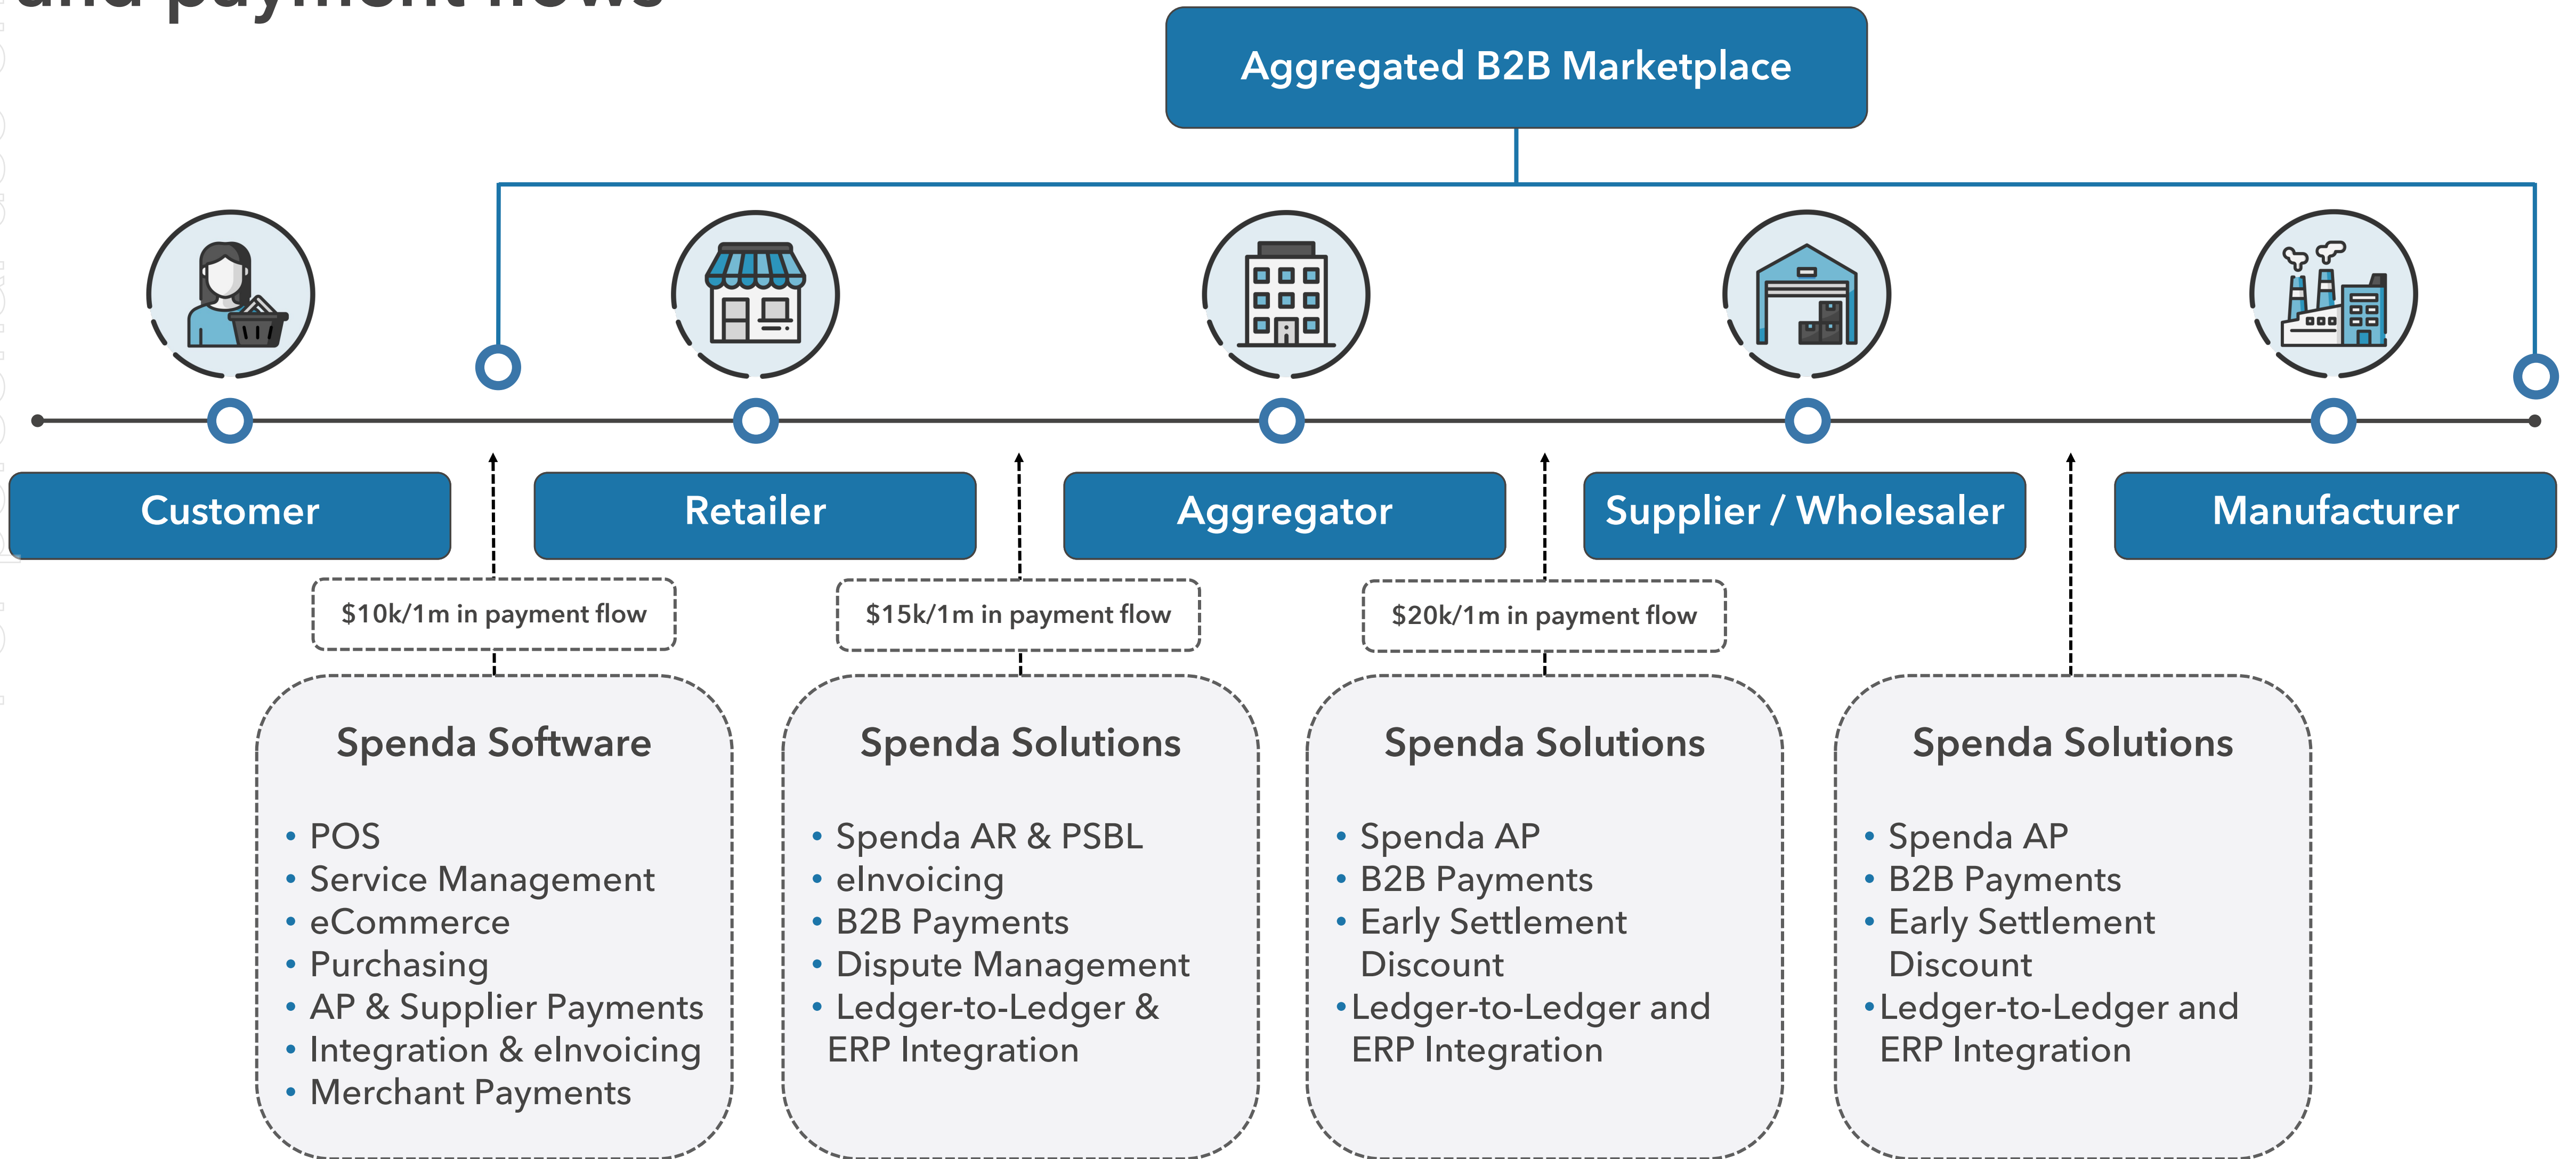 and payment flows
Aggregated B2B Marketplace
Customer
Retailer
Aggregator
Supplier / Wholesaler
Manufacturer
$10k/1m in payment flow
$15k/1m in payment flow
$20k/1m in payment flow
Spenda Software
• POS
• Service Management
• eCommerce
• Purchasing
• AP & Supplier Payments
• Integration & eInvoicing
• Merchant Payments
Spenda Solutions
• Spenda AR & PSBL
• eInvoicing
• B2B Payments
• Dispute Management
• Ledger-to-Ledger &
ERP Integration
Spenda Solutions
• Spenda AP
• B2B Payments
• Early Settlement
Discount
• Ledger-to-Ledger and
ERP Integration
Spenda Solutions
• Spenda AP
• B2B Payments
• Early Settlement
Discount
• Ledger-to-Ledger and
ERP Integration